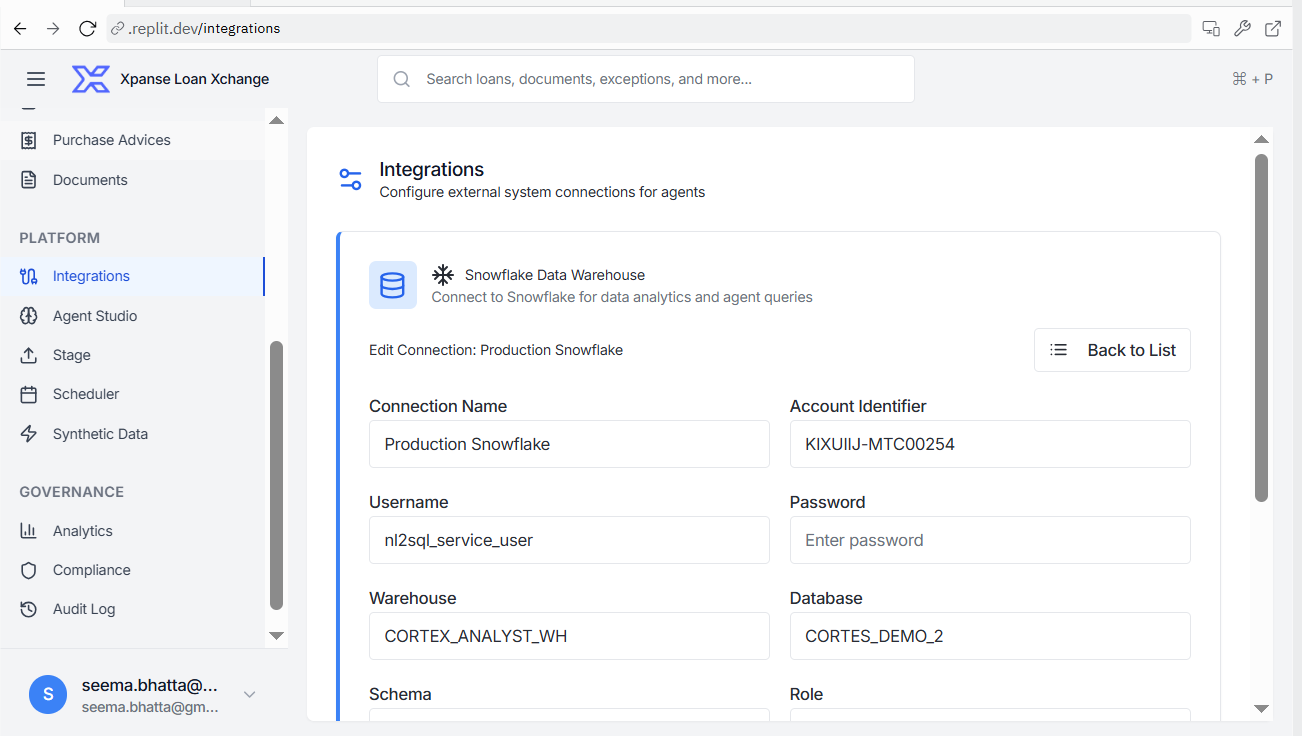 .replit.dev/integrations
Xpanse Loan Xchange
Search loans, documents, exceptions, and more...
⌘ + P
Purchase Advices
Documents
PLATFORM
Integrations
Agent Studio
Stage
Scheduler
Synthetic Data
GOVERNANCE
Analytics
Compliance
Audit Log
S
seema.bhatta@...
seema.bhatta@gm...
Integrations
Configure external system connections for agents
Snowflake Data Warehouse
Connect to Snowflake for data analytics and agent queries
Edit Connection: Production Snowflake
Back to List
Connection Name
Production Snowflake
Account Identifier
KIXUIIJ-MTC00254
Username
nl2sql_service_user
Password
Enter password
Warehouse
CORTEX_ANALYST_WH
Database
CORTES_DEMO_2
Schema
Role